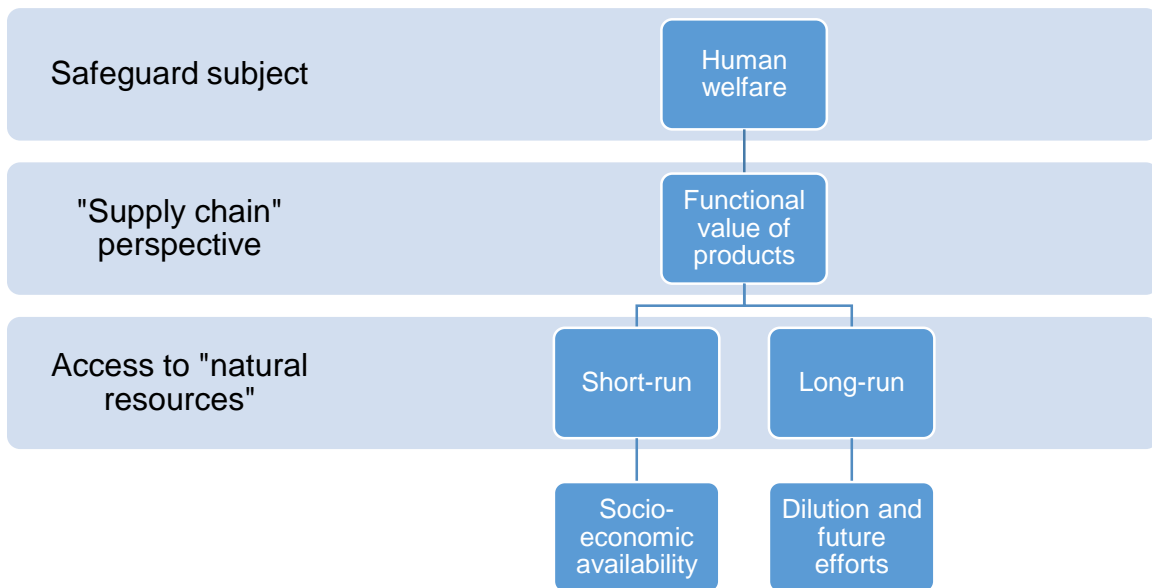 Safeguard subject
Human
welfare
"Supply chain"
perspective
Functional
value of
products
Access to "natural
resources"
Short-run
Long-run
Socio-
economic
availability
Dilution and
future
efforts